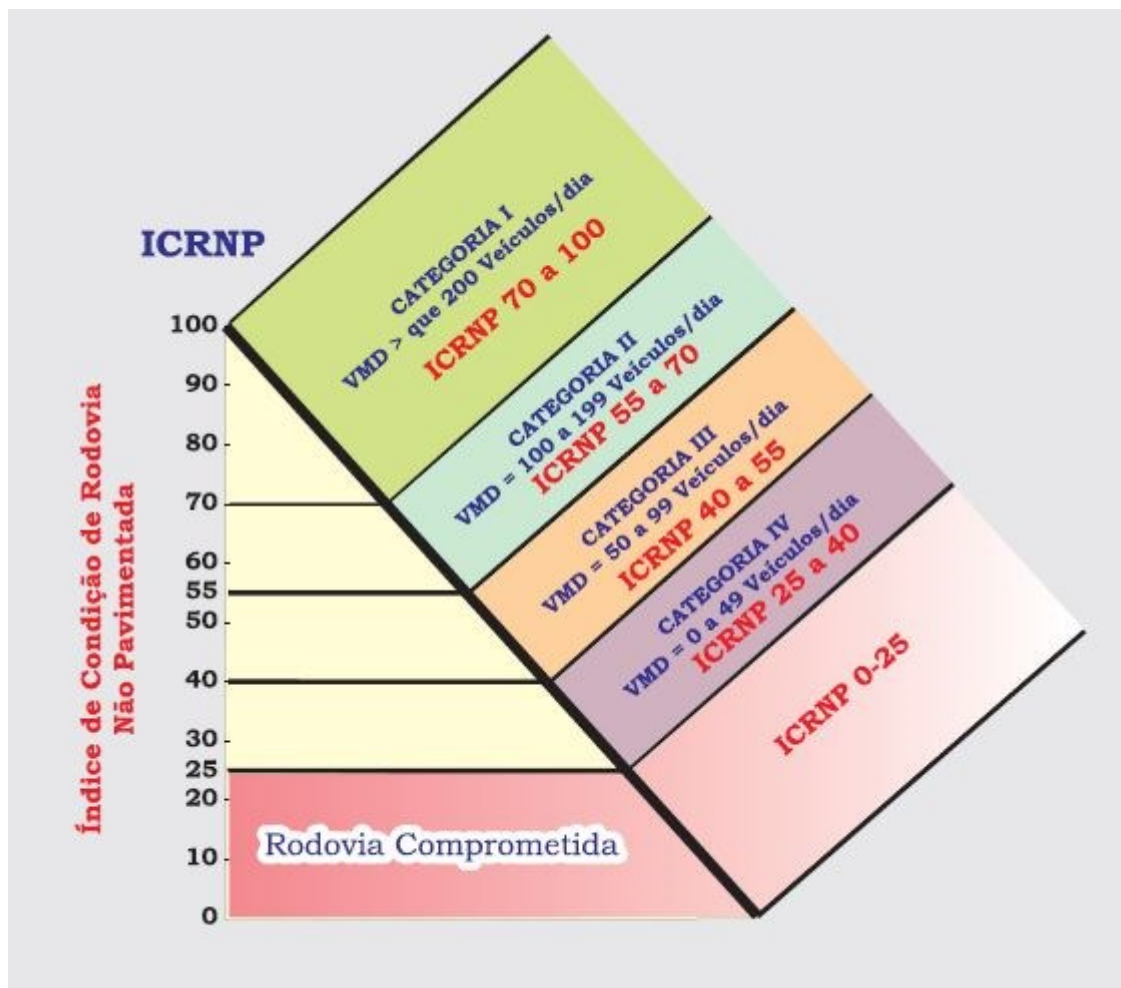 ICRNP
Índice de Condição de Rodovia
Não Pavimentada
100
90
80
70
60
55
50
40
30
25
20
10
0
CATEGORIA I
VMD > que 200 Veículos/dia
ICRNP 70 a 100
CATEGORIA II
VMD = 100 a 199 Veículos/dia
ICRNP 55 a 70
CATEGORIA III
VMD = 50 a 99 Veículos/dia
ICRNP 40 a 55
CATEGORIA IV
VMD = 0 a 49 Veículos/dia
ICRNP 25 a 40
ICRNP 0-25
Rodovia Comprometida